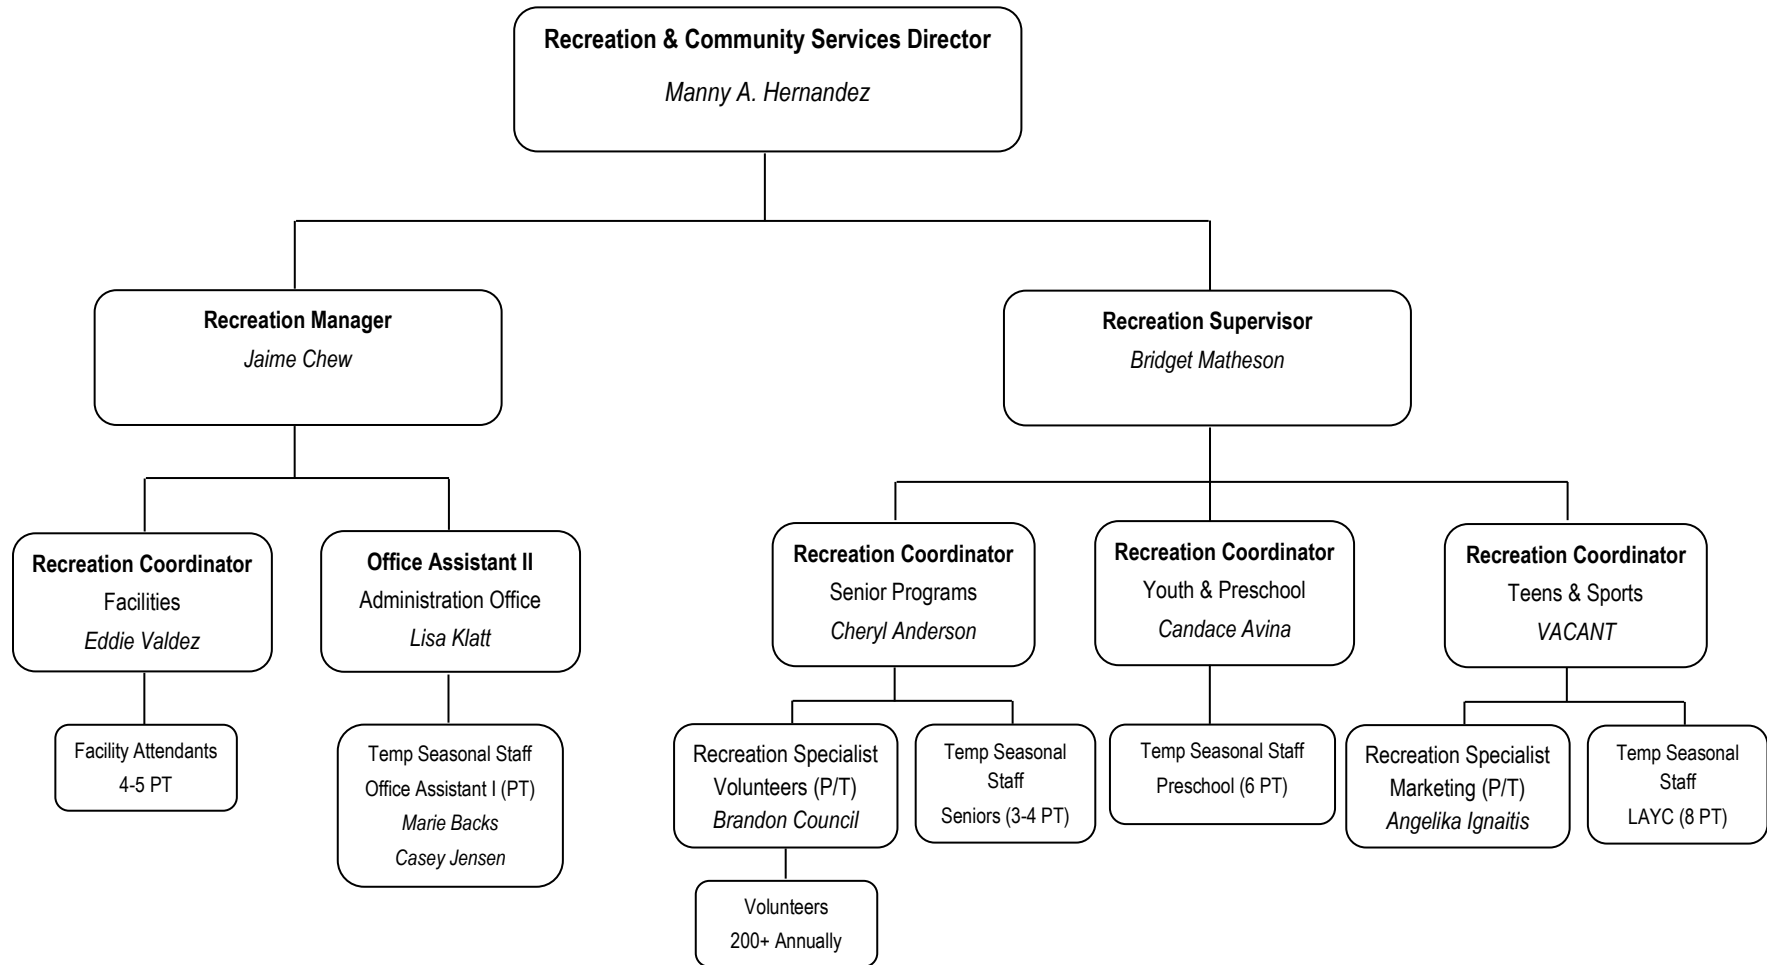 Recreation & Community Services Director
Manny A. Hernandez
Recreation Manager
Jaime Chew
Recreation Supervisor
Bridget Matheson
Recreation Coordinator
Facilities
Eddie Valdez
Office Assistant II
Administration Office
Lisa Klatt
Recreation Coordinator
Senior Programs
Cheryl Anderson
Recreation Coordinator
Youth & Preschool
Candace Avina
Recreation Coordinator
Teens & Sports
VACANT
Facility Attendants
4-5 PT
Temp Seasonal Staff
Office Assistant I (PT)
Marie Backs
Casey Jensen
Recreation Specialist
Volunteers (P/T)
Brandon Council
Temp Seasonal
Staff
Seniors (3-4 PT)
Temp Seasonal Staff
Preschool (6 PT)
Recreation Specialist
Marketing (P/T)
Angelika Ignaitis
Temp Seasonal
Staff
LAYC (8 PT)
Volunteers
200+ Annually